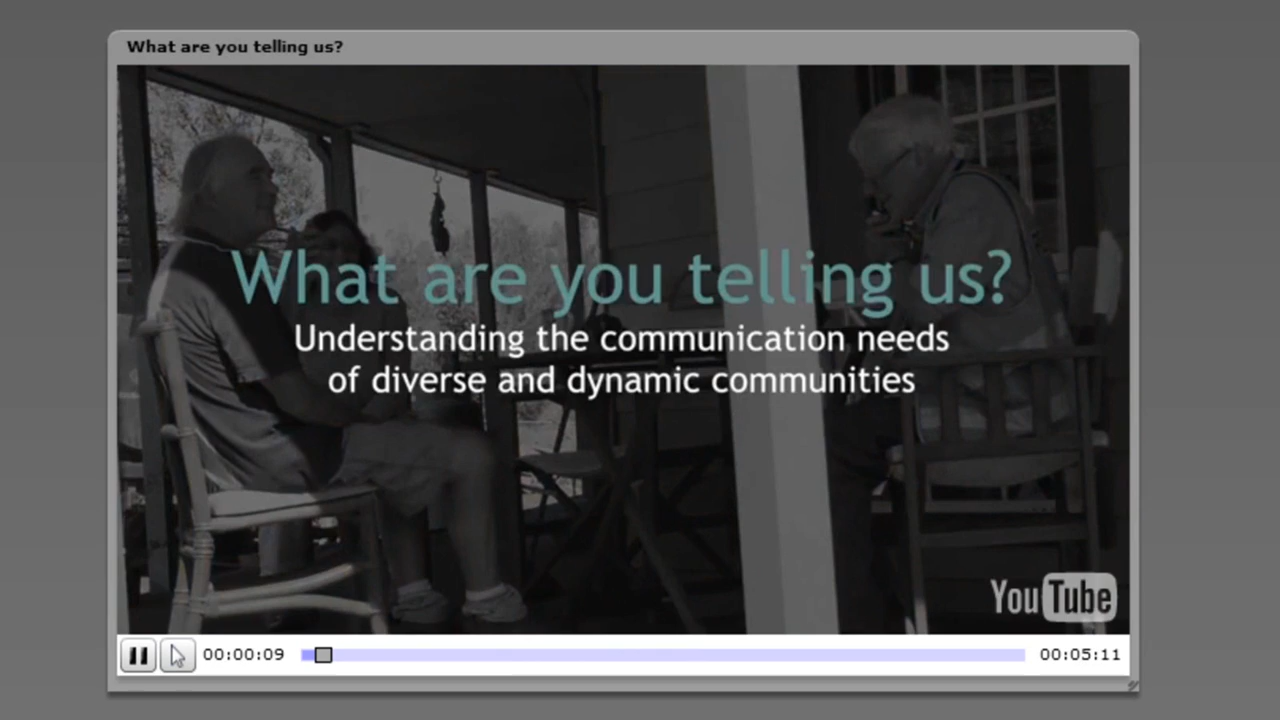 What are you telling us?
What are you telling us?
Understanding the communication needs
of diverse and dynamic communities
YouTube
00:00:09
00:05:11